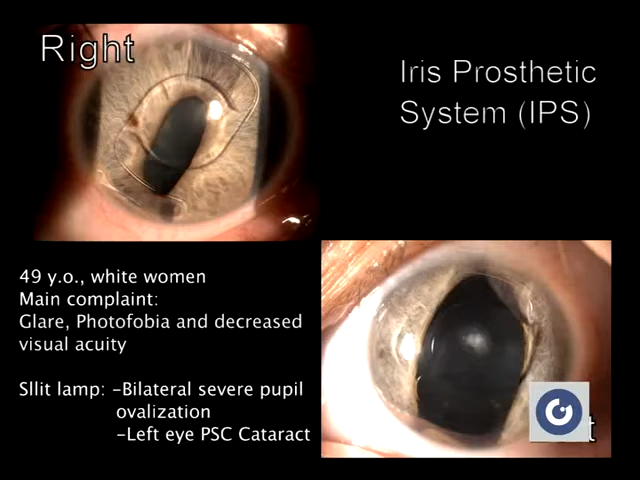 Right
Iris Prosthetic
System (IPS)
49 y.o., white women
Main complaint:
Glare, Photofobia and decreased
visual acuity
Sllit lamp: -Bilateral severe pupil
ovalization
-Left eye PSC Cataract